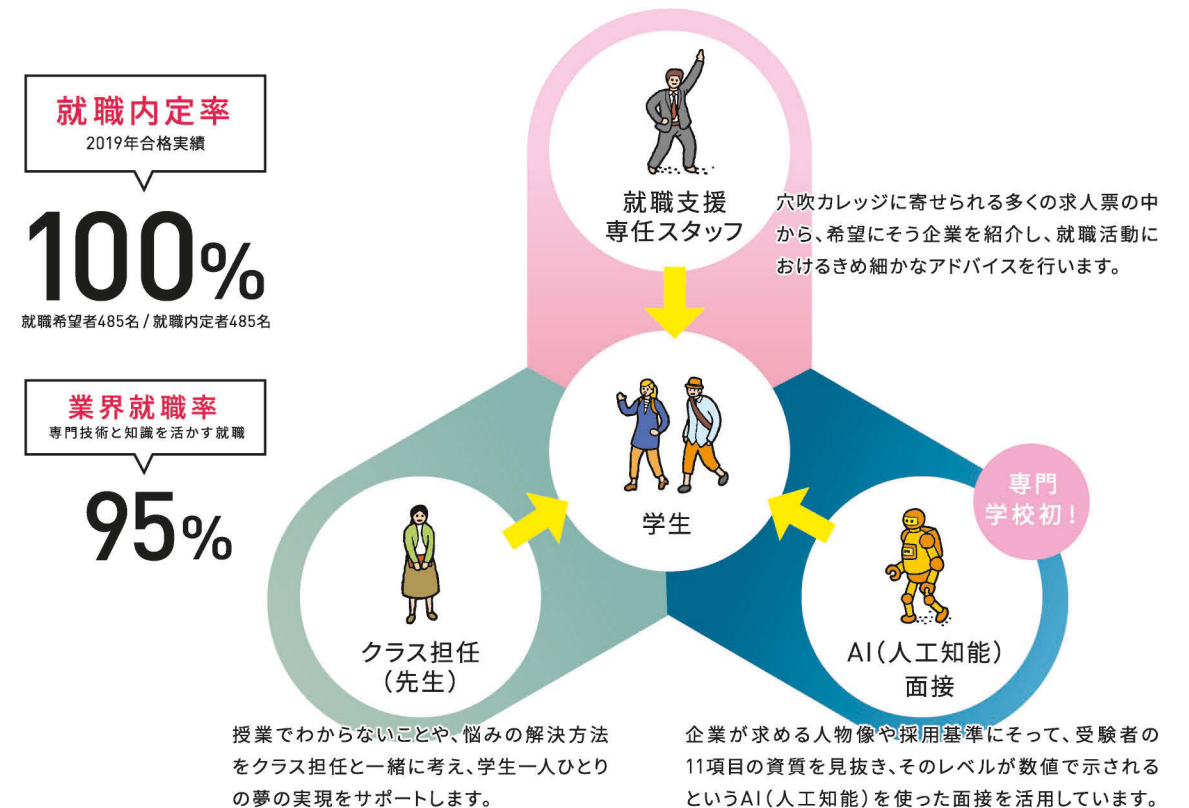 就職内定率
2019年合格実績
100%
就職希望者485名 / 就職内定者485名
業界就職率
専門技術と知識を活かす就職
95%
就職支援
専任スタッフ
穴吹カレッジに寄せられる多くの求人票の中
から、希望にそう企業を紹介し、就職活動に
おけるきめ細かなアドバイスを行います。
学生
クラス担任
（先生）
授業でわからないことや、悩みの解決方法
をクラス担任と一緒に考え、学生一人ひとり
の夢の実現をサポートします。
専門
学校初！
AI（人工知能）
面接
企業が求める人物像や採用基準にそって、受験者の
11項目の資質を見抜き、そのレベルが数値で示される
というAI（人工知能）を使った面接を活用しています。